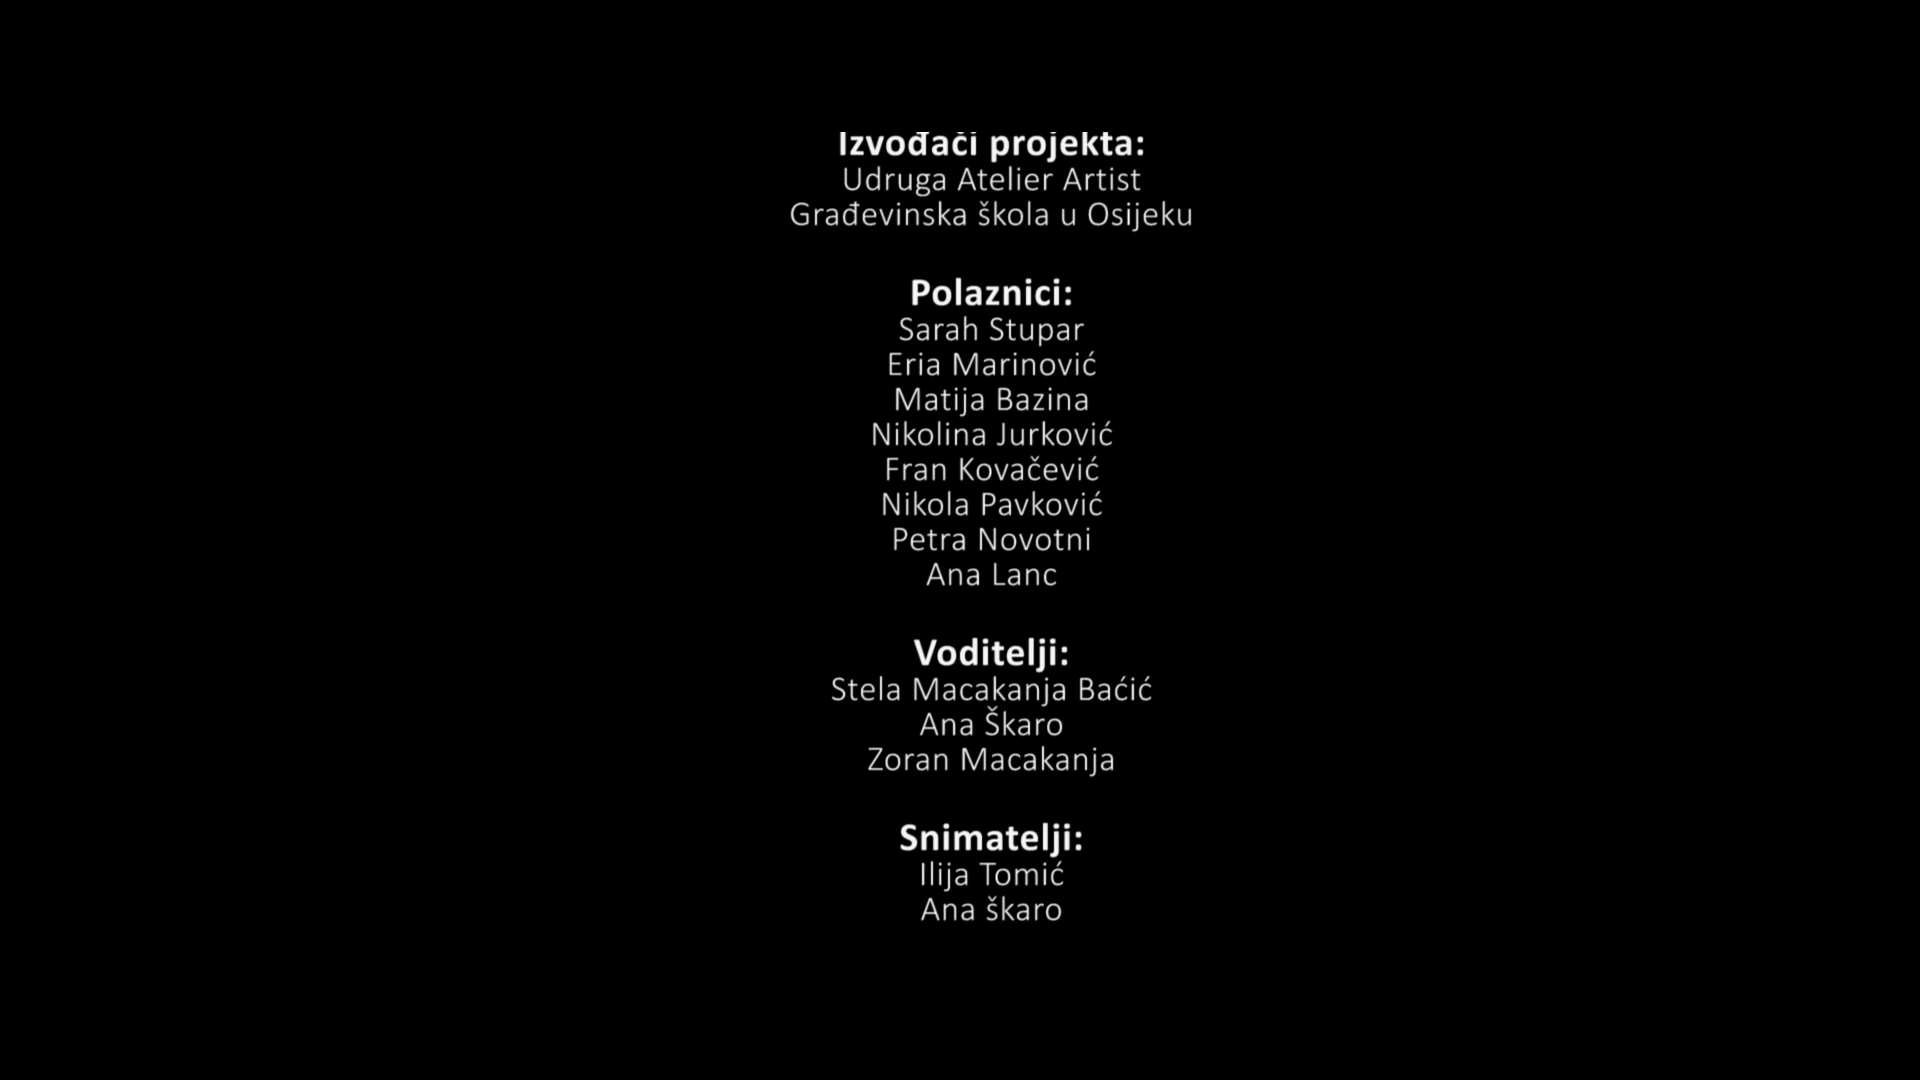 Izvođači projekta:
Udruga Atelier Artist
Građevinska škola u Osijeku
Polaznici:
Sarah Stupar
Eria Marinović
Matija Bazina
Nikolina Jurković
Fran Kovačević
Nikola Pavković
Petra Novotni
Ana Lanc
Voditelji:
Stela Macakanja Baćić
Ana Škaro
Zoran Macakanja
Snimatelji:
Ilija Tomić
Ana škaro